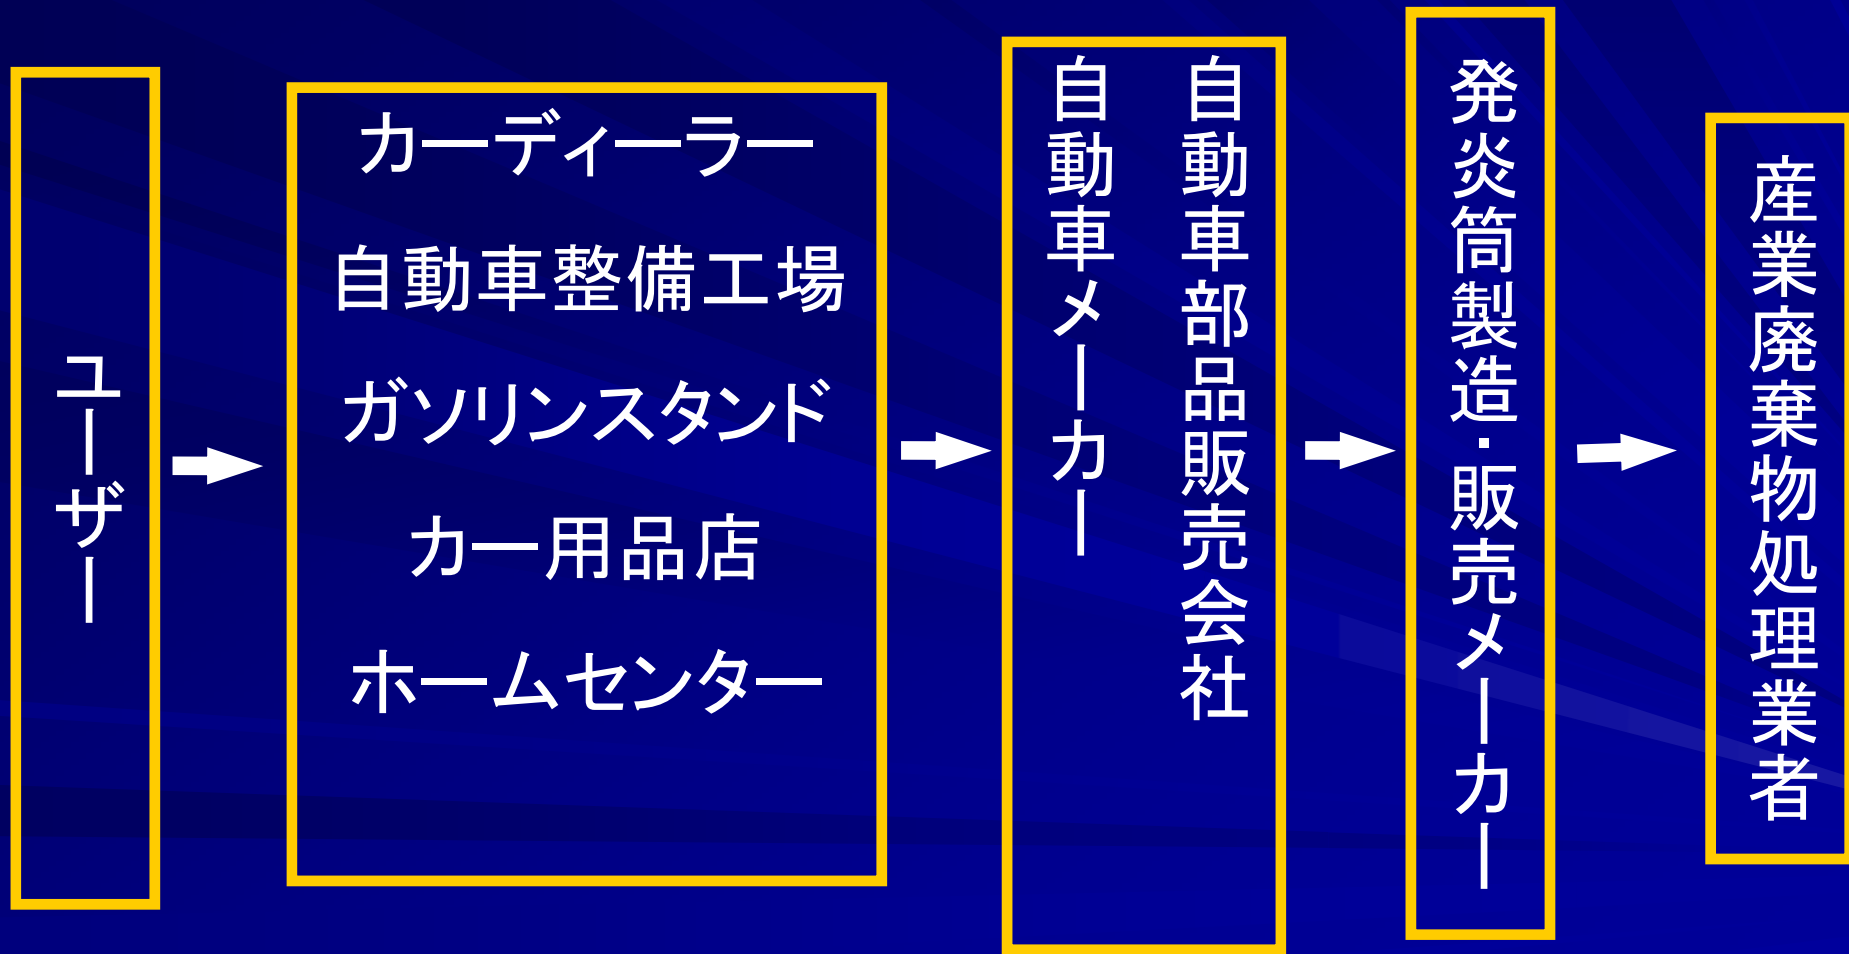 ユーザー
カーディーラー
自動車整備工場
ガソリンスタンド
カー用品店
ホームセンター
自動車部品販売会社
自動車メーカー
発炎筒製造・販売メーカー
産業廃棄物処理業者